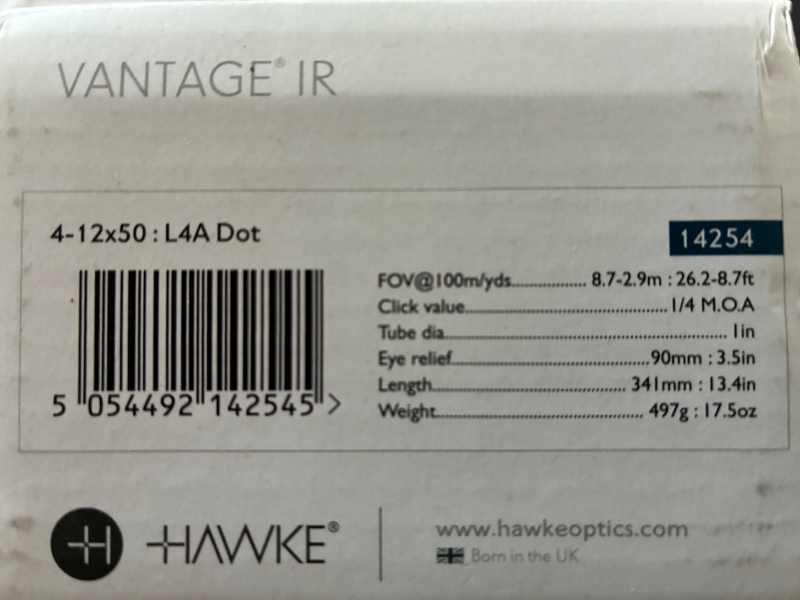 VANTAGE® IR
4-12x50 : L4A Dot
14254
FOV@100m/yds................ 8.7-2.9m : 26.2-8.7ft
Click value.......................................... 1/4 M.O.A
Tube dia.......................................................... 1in
Eye relief........................................ 90mm : 3.5in
Length........................................ 341mm : 13.4in
Weight.......................................... 497g : 17.5oz
5 054492 142545 >
HAWKE®
www.hawkeoptics.com
Born in the UK